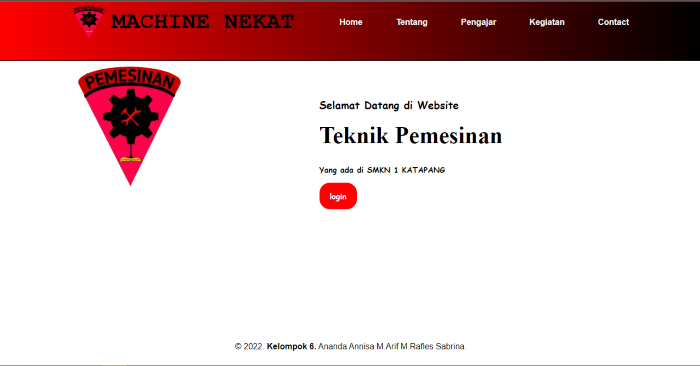 MACHINE NEKAT
Home Tentang Pengajar Kegiatan Contact
PEMESINAN
Selamat Datang di Website
Teknik Pemesinan
Yang ada di SMKN 1 KATAPANG
login
© 2022. Kelompok 6. Ananda Annisa M.Arif M.Rafles Sabrina.